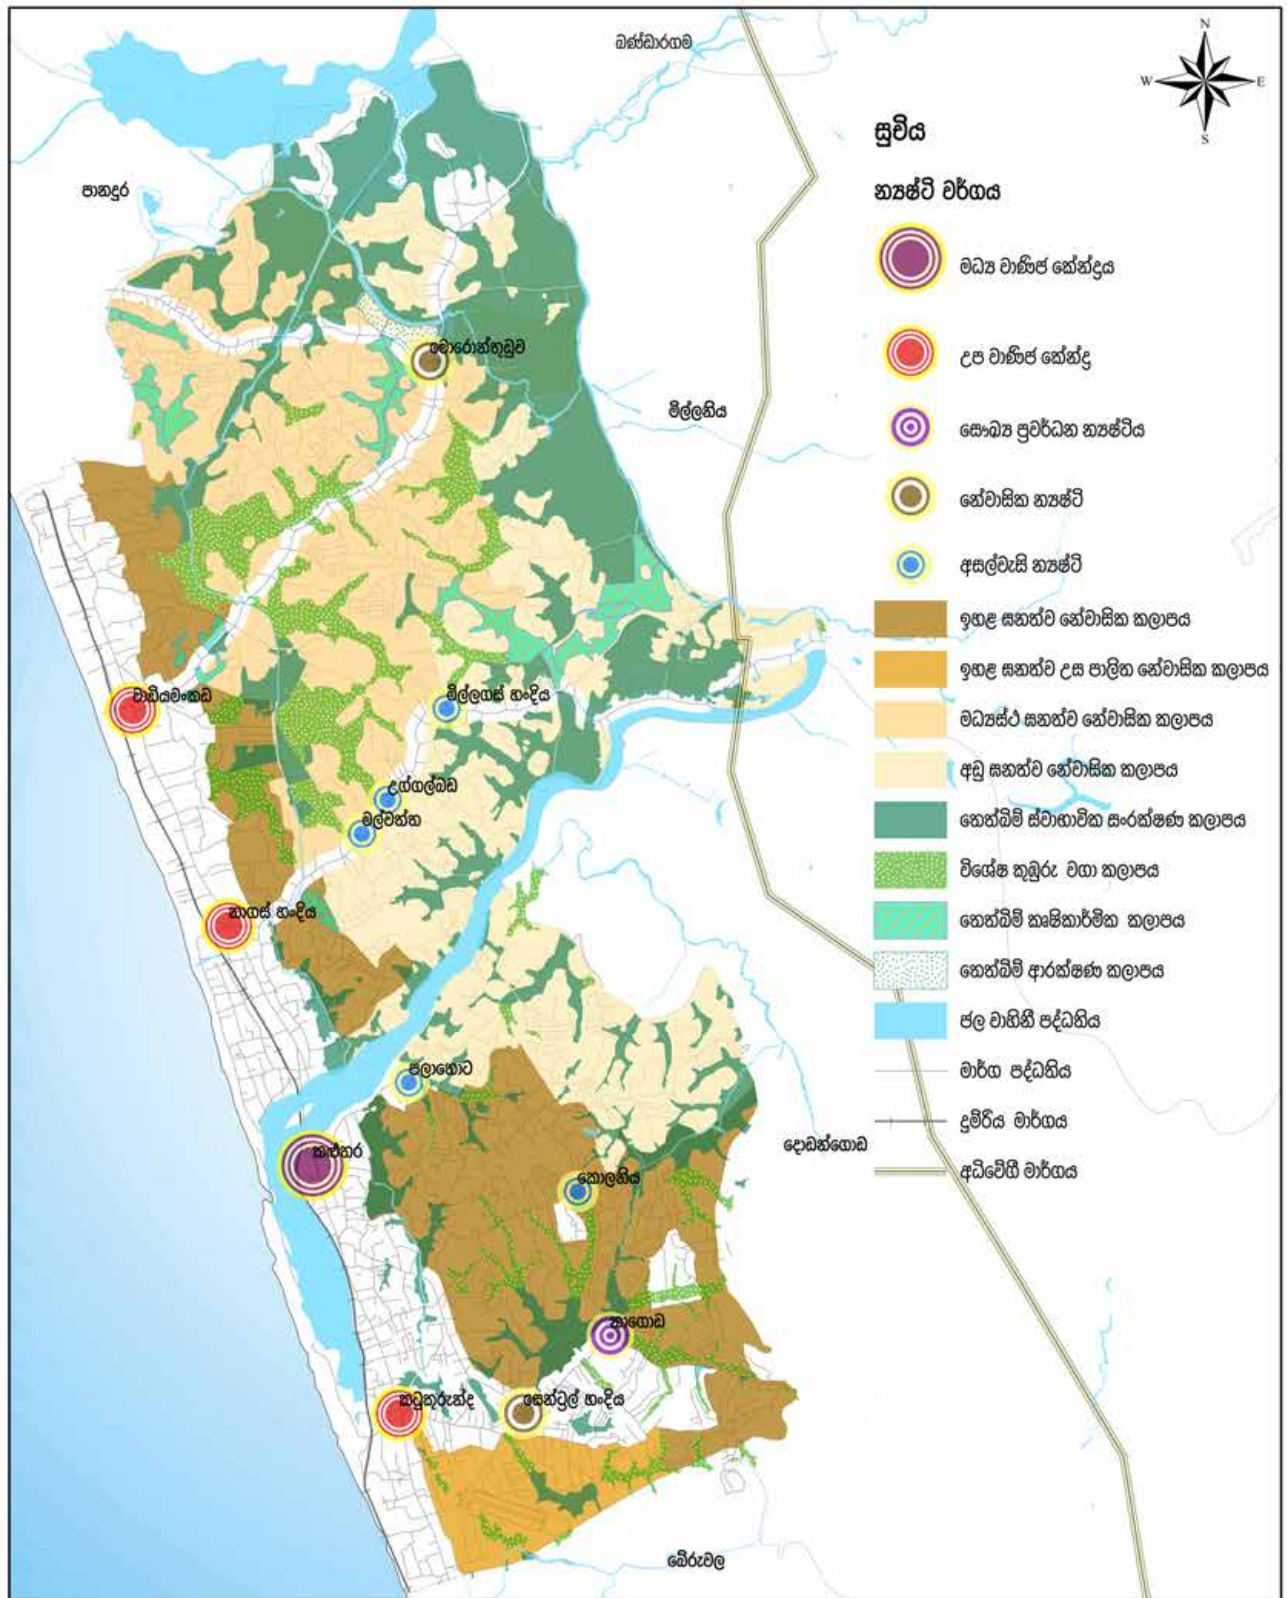 බණ්ඩාරගම
N
W
E
S
සුචිය
පානදුර
න්‍යෂ්ටි වර්ගය
මධ්‍ය වාණිජ කේන්ද්‍රය
මොරොන්තුඩුව
උප වාණිජ කේන්ද්‍ර
මිල්ලනිය
සෞඛ්‍ය ප්‍රවර්ධන න්‍යෂ්ටිය
නේවාසික න්‍යෂ්ටි
අසල්වැසි න්‍යෂ්ටි
ඉහළ ඝනත්ව නේවාසික කලාපය
ඉහළ ඝනත්ව උස පාලිත නේවාසික කලාපය
වාඩියමංකඩ
මිල්ලගස් හංදිය
මධ්‍යස්ථ ඝනත්ව නේවාසික කලාපය
අඩු ඝනත්ව නේවාසික කලාපය
උග්ගල්බඩ
මල්වත්ත
තෙත්බිම් ස්වාභාවික සංරක්ෂණ කලාපය
විශේෂ කුඹුරු වගා කලාපය
නාගස් හංදිය
තෙත්බිම් කෘෂිකාර්මික කලාපය
තෙත්බිම් ආරක්ෂණ කලාපය
ජල වාහිනී පද්ධතිය
පලාතොට
මාර්ග පද්ධතිය
දුම්රිය මාර්ගය
කළුතර
දොඩන්ගොඩ
කොලනිය
අධිවේගී මාර්ගය
නාගොඩ
කටුකුරුන්ද
සෙන්ට්‍රල් හංදිය
බේරුවල